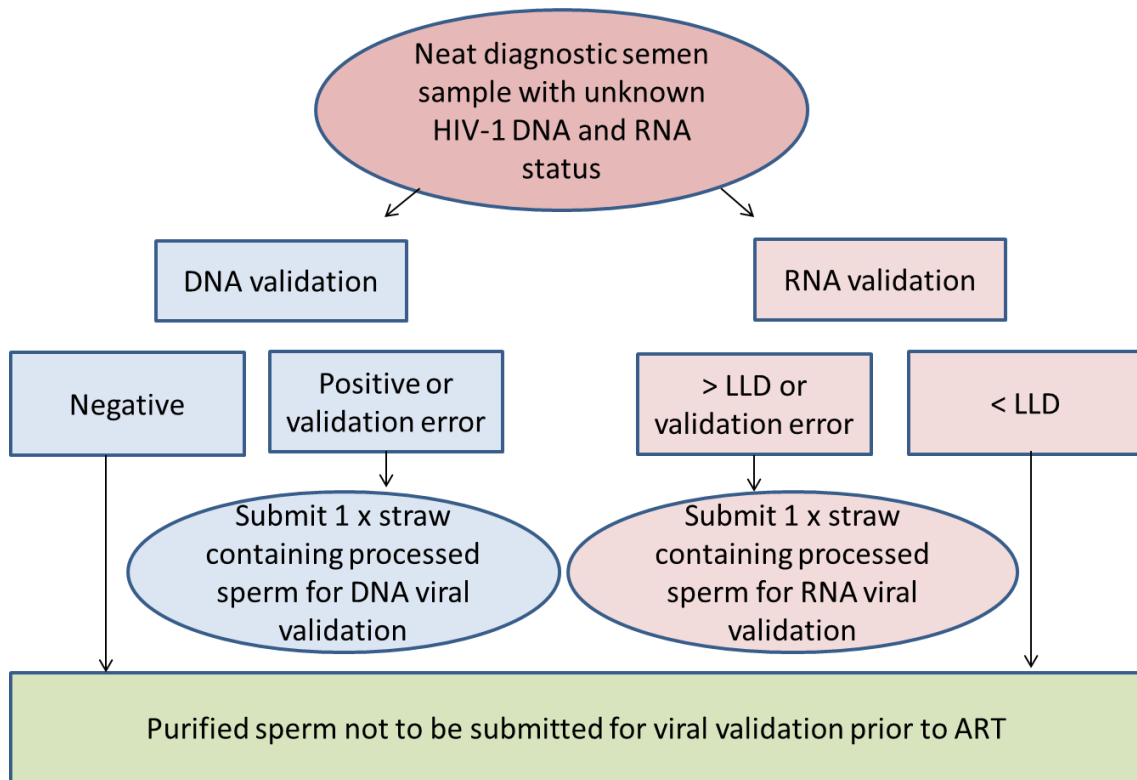 Neat diagnostic semen
sample with unknown
HIV-1 DNA and RNA
status
DNA validation
RNA validation
Negative
Positive or
validation error
> LLD or
validation error
< LLD
Submit 1 x straw
containing processed
sperm for DNA viral
validation
Submit 1 x straw
containing processed
sperm for RNA viral
validation
Purified sperm not to be submitted for viral validation prior to ART